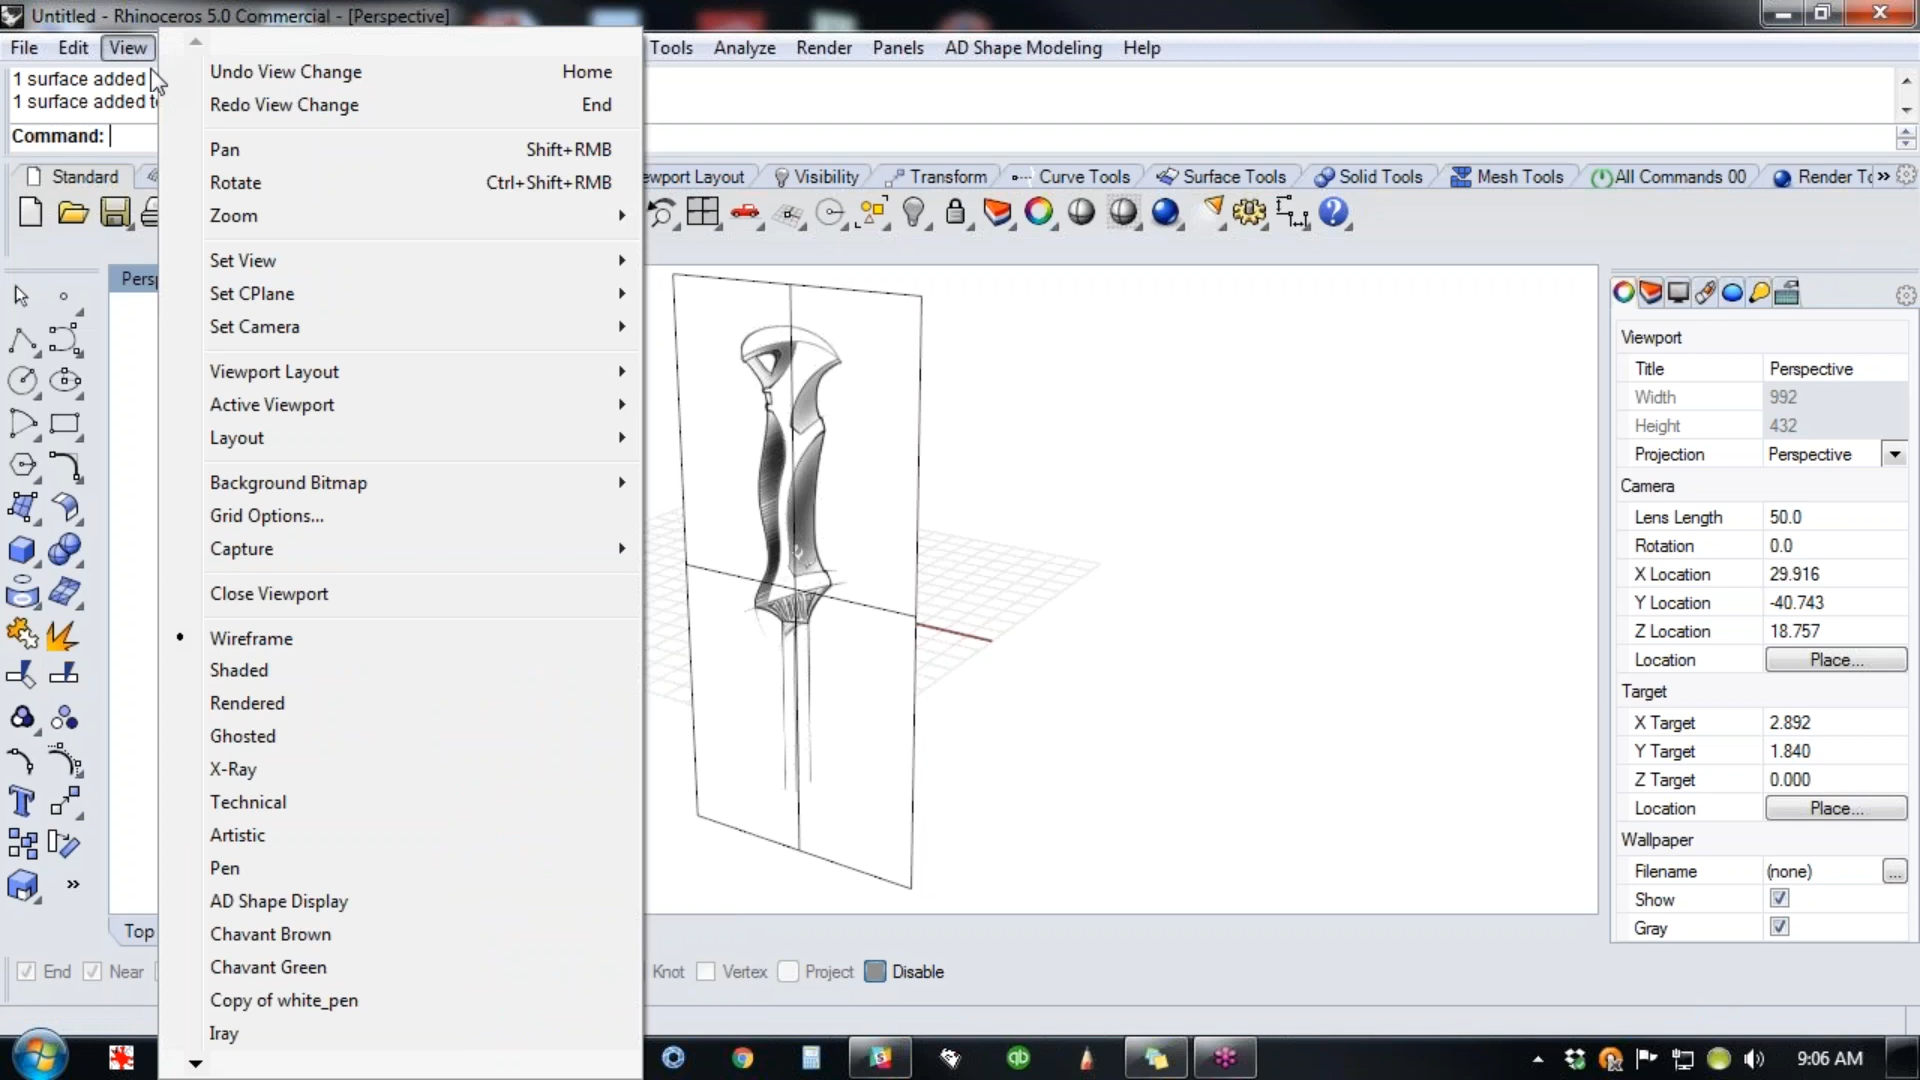 Untitled - Rhinoceros 5.0 Commercial - [Perspective]
File Edit View Tools Analyze Render Panels AD Shape Modeling Help
1 surface added
1 surface added
Command:
Standard Viewport Layout Visibility Transform Curve Tools Surface Tools Solid Tools Mesh Tools All Commands 00 Render
Undo View Change Home
Redo View Change End
Pan Shift+RMB
Rotate Ctrl+Shift+RMB
Zoom
Set View
Set CPlane
Set Camera
Viewport Layout
Active Viewport
Layout
Background Bitmap
Grid Options...
Capture
Close Viewport
Wireframe
Shaded
Rendered
Ghosted
X-Ray
Technical
Artistic
Pen
AD Shape Display
Chavant Brown
Chavant Green
Copy of white_pen
Iray
Viewport
Title Perspective
Width 992
Height 432
Projection Perspective
Camera
Lens Length 50.0
Rotation 0.0
X Location 29.916
Y Location -40.743
Z Location 18.757
Location Place...
Target
X Target 2.892
Y Target 1.840
Z Target 0.000
Location Place...
Wallpaper
Filename (none) ...
Show
Gray
Top
End Near Knot Vertex Project Disable
9:06 AM